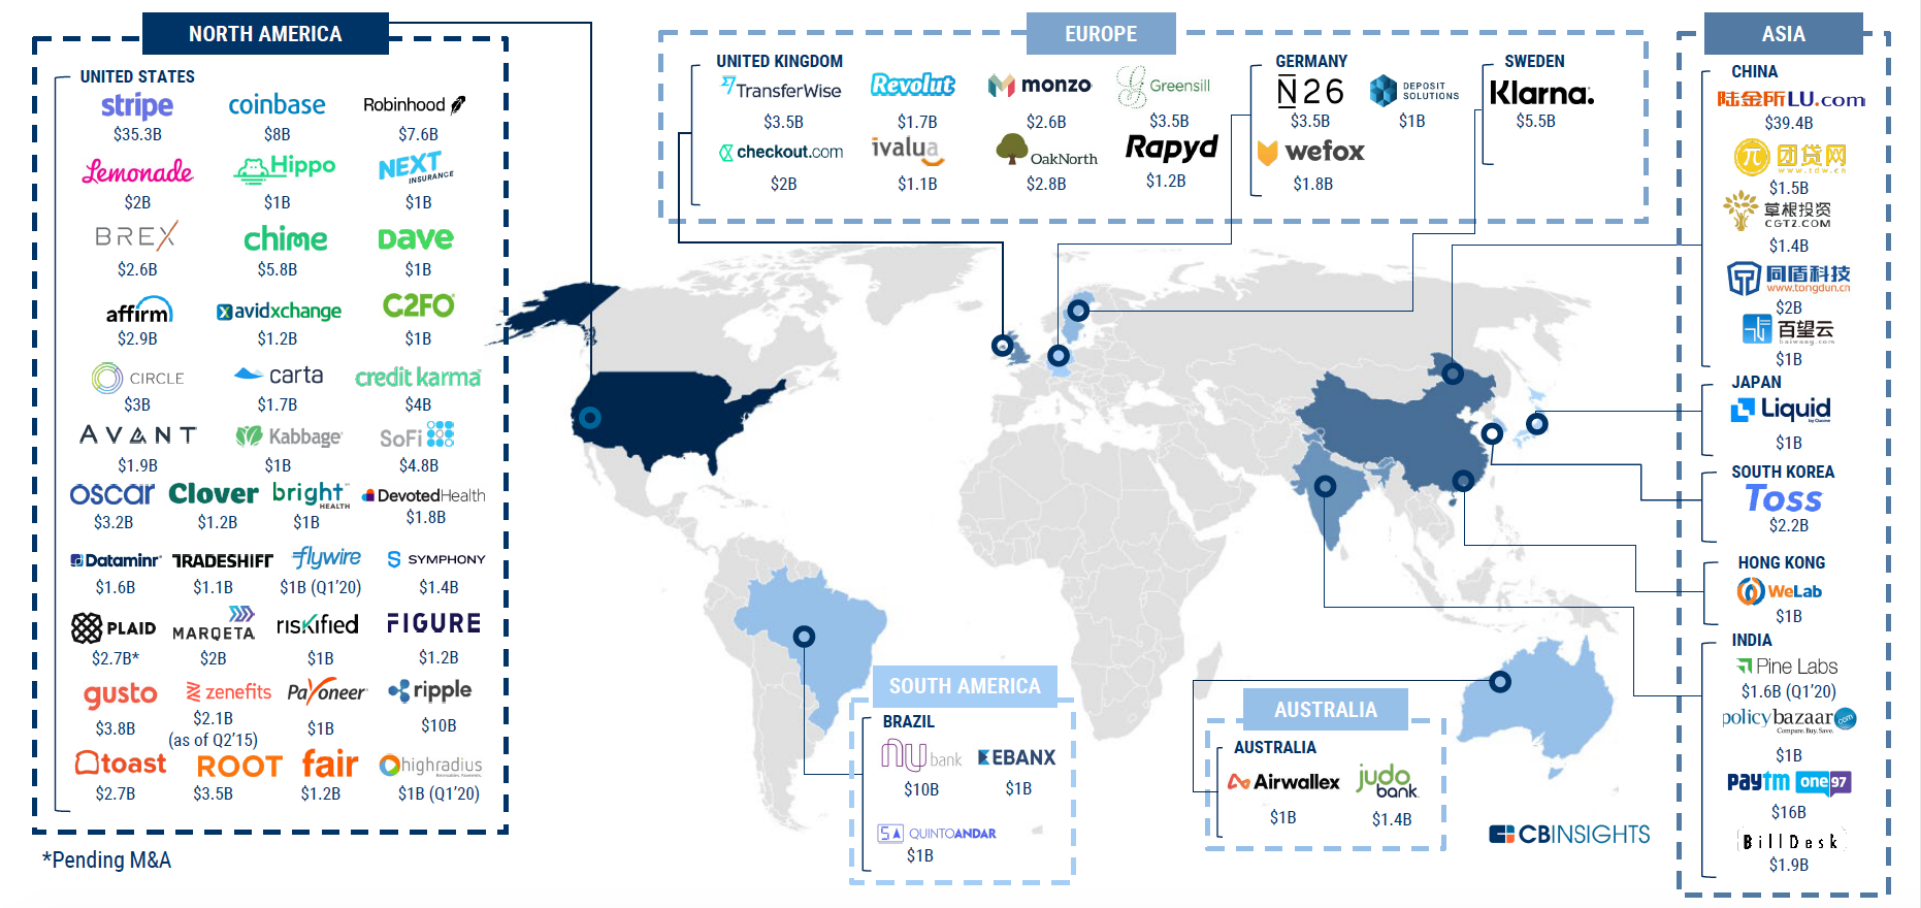 NORTH AMERICA
UNITED STATES
stripe
$35.3B
coinbase
$8B
Robinhood
$7.6B
Lemonade
$2B
Hippo
$1B
NEXT
INSURANCE
$1B
BREX
$2.6B
chime
$5.8B
DAVE
$1B
affirm
$2.9B
avidxchange
$1.2B
C2FO
$1B
CIRCLE
$3B
carta
$1.7B
credit karma
$4B
AVANT
$1.9B
Kabbage
$1B
SoFi
$4.8B
oscar
$3.2B
Clover
$1.2B
bright
HEALTH
$1B
DevotedHealth
$1.8B
Dataminr
$1.6B
TRADESHIFT
$1.1B
flywire
$1B (Q1'20)
SYMPHONY
$1.4B
PLAID
$2.7B*
MARQETA
$2B
riskified
$1B
FIGURE
$1.2B
gusto
$3.8B
zenefits
$2.1B
(as of Q2'15)
Payoneer
$1B
ripple
$10B
toast
$2.7B
ROOT
$3.5B
fair
$1.2B
highradius
$1B (Q1'20)
*Pending M&A
EUROPE
UNITED KINGDOM
TransferWise
$3.5B
Revolut
$1.7B
monzo
$2.6B
Greensill
$3.5B
checkout.com
$2B
ivalua
$1.1B
OakNorth
$2.8B
Rapyd
$1.2B
GERMANY
N26
$3.5B
DEPOSIT
SOLUTIONS
$1B
wefox
$1.8B
SWEDEN
Klarna.
$5.5B
SOUTH AMERICA
BRAZIL
NU bank
$10B
EBANX
$1B
5A QUINTOANDAR
$1B
AUSTRALIA
AUSTRALIA
Airwallex
$1B
judo
bank
$1.4B
CBINSIGHTS
ASIA
CHINA
陆金所LU.com
$39.4B
团贷网
www.tdw.cn
$1.5B
草根投资
CGTZ.COM
$1.4B
同盾科技
www.tongdun.cn
$2B
百望云
baiwang.com
$1B
JAPAN
Liquid
$1B
SOUTH KOREA
Toss
$2.2B
HONG KONG
WeLab
$1B
INDIA
Pine Labs
$1.6B (Q1'20)
policybazaar.com
Compare. Buy. Save.
$1B
paytm one97
$16B
BillDesk
$1.9B